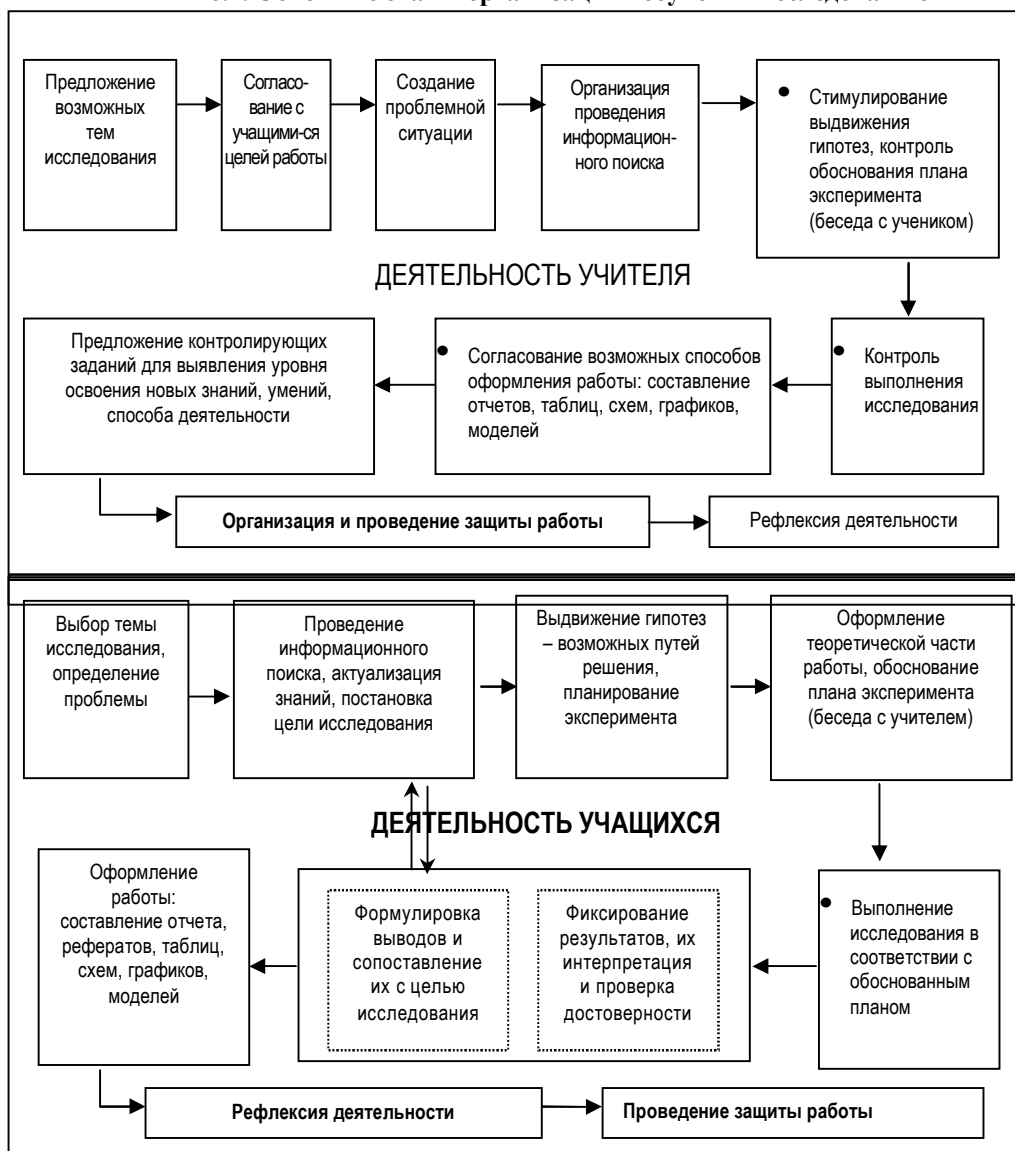 Предложение
возможных
тем
исследования
Согласо-
вание с
учащими-ся
целей работы
Создание
проблемной
ситуации
Организация
проведения
информацион-
ного поиска
• Стимулирование
выдвижения
гипотез, контроль
обоснования плана
эксперимента
(беседа с учеником)
ДЕЯТЕЛЬНОСТЬ УЧИТЕЛЯ
Предложение контролирующих
заданий для выявления уровня
освоения новых знаний, умений,
способа деятельности
• Согласование возможных способов
оформления работы: составление
отчетов, таблиц, схем, графиков,
моделей
• Контроль
выполнения
исследования
Организация и проведение защиты работы
Рефлексия деятельности
Выбор темы
исследования,
определение
проблемы
Проведение
информационного
поиска, актуализация
знаний, постановка
цели исследования
Выдвижение гипотез
– возможных путей
решения,
планирование
эксперимента
Оформление
теоретической части
работы, обоснование
плана эксперимента
(беседа с учителем)
ДЕЯТЕЛЬНОСТЬ УЧАЩИХСЯ
Оформление
работы:
составление отчета,
рефератов, таблиц,
схем, графиков,
моделей
Формулировка
выводов и
сопоставление
их с целью
исследования
Фиксирование
результатов, их
интерпретация
и проверка
достоверности
• Выполнение
исследования в
соответствии с
обоснованным
планом
Рефлексия деятельности
Проведение защиты работы